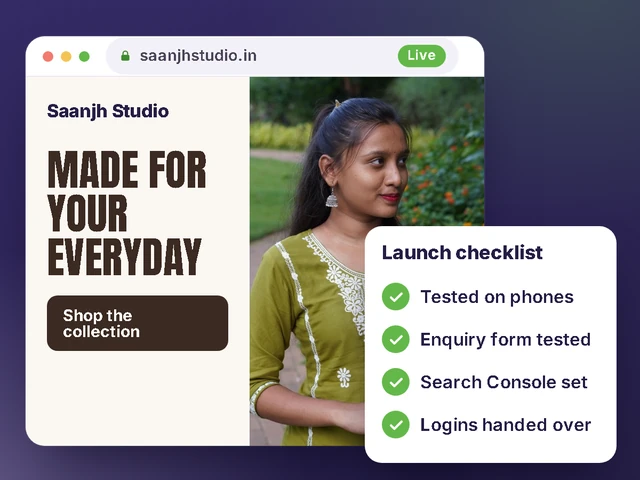 saanjhstudio.in
Live
Saanjh Studio
MADE FOR
YOUR
EVERYDAY
Shop the
collection
Launch checklist
Tested on phones
Enquiry form tested
Search Console set
Logins handed over